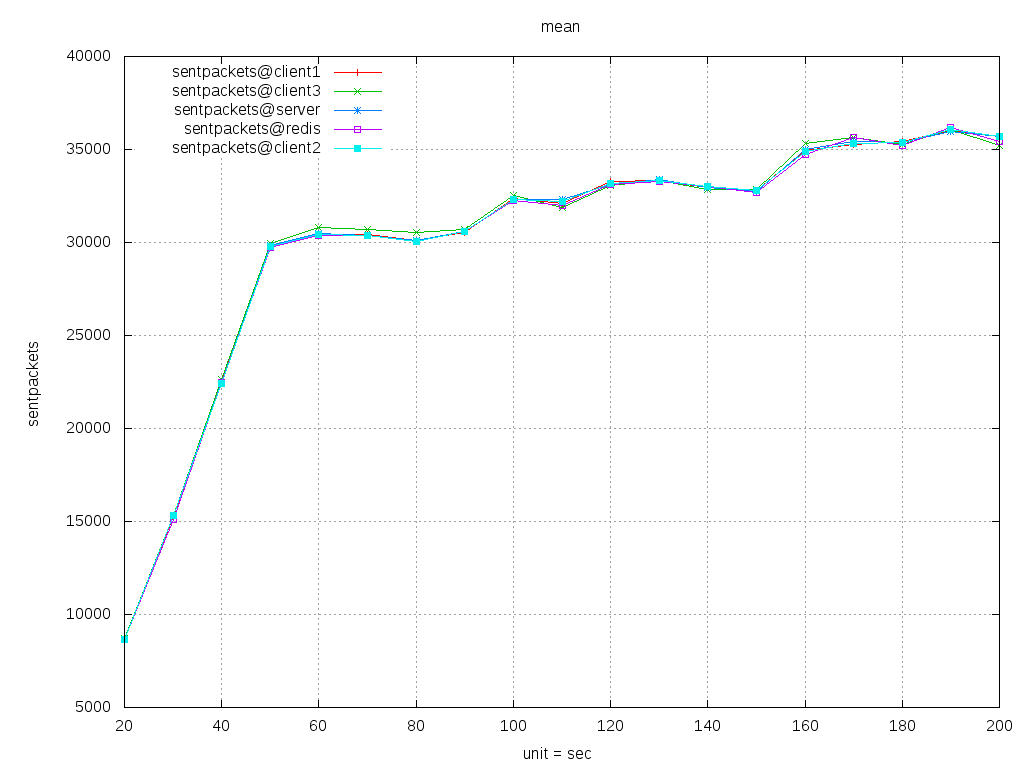 mean
40000
35000
30000
25000
20000
15000
10000
5000
sentpackets
sentpackets@client1
sentpackets@client3
sentpackets@server
sentpackets@redis
sentpackets@client2
20 40 60 80 100 120 140 160 180 200
unit = sec